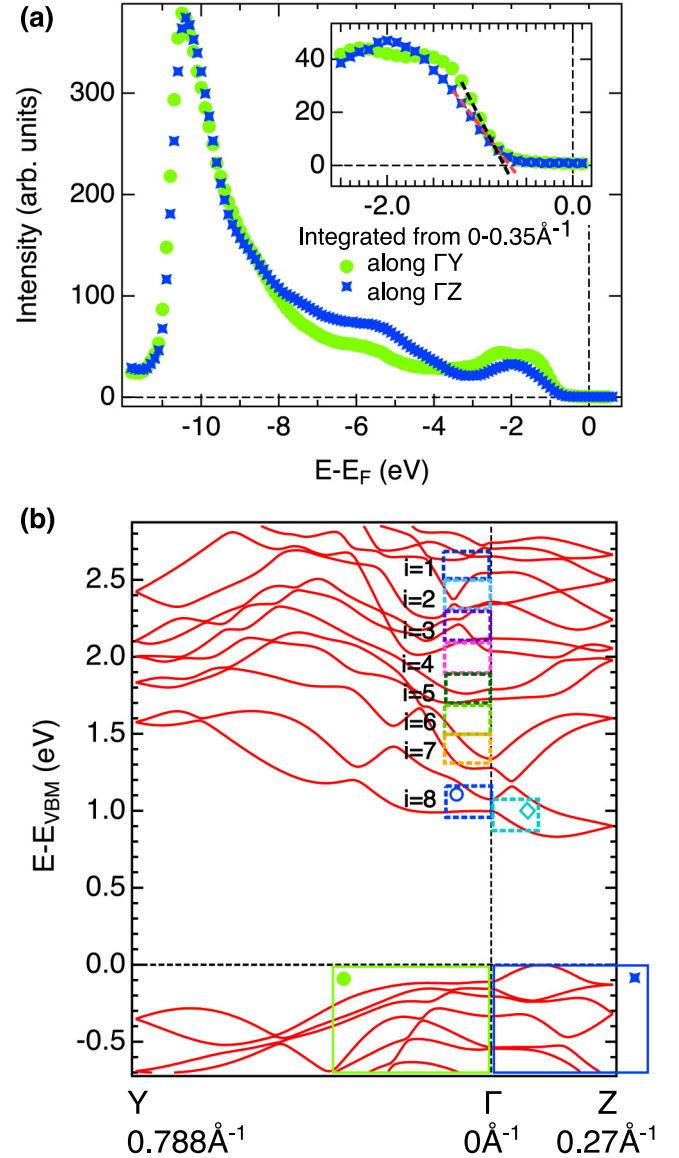 (a)
Intensity (arb. units)
300
200
100
0
40
20
0
-2.0
0.0
Integrated from 0-0.35Å⁻¹
along ΓY
along ΓZ
-10
-8
-6
-4
-2
0
E-E_F (eV)
(b)
E-E_VBM (eV)
2.5
2.0
1.5
1.0
0.5
0.0
-0.5
i=1
i=2
i=3
i=4
i=5
i=6
i=7
i=8
Y
Γ
Z
0.788Å⁻¹
0Å⁻¹
0.27Å⁻¹